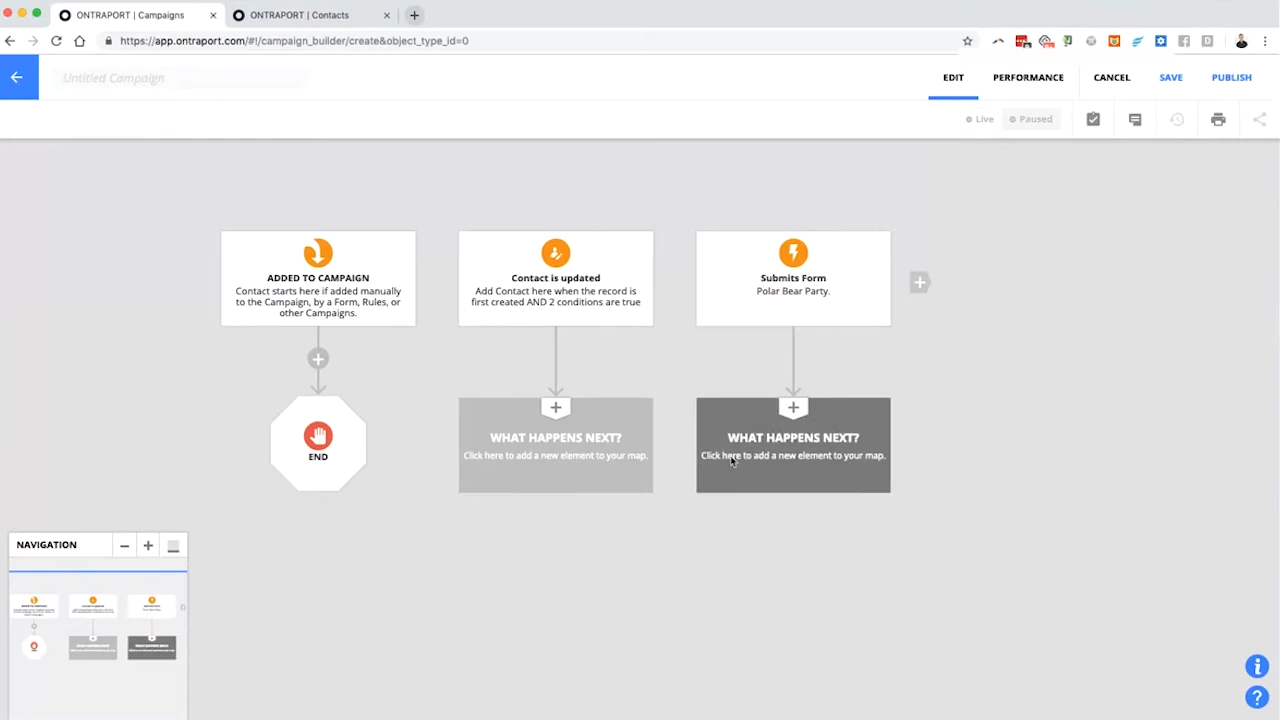 ONTRAPORT | Campaigns
ONTRAPORT | Contacts
https://app.ontraport.com/#!/campaign_builder/create&object_type_id=0
Untitled Campaign
EDIT
PERFORMANCE
CANCEL
SAVE
PUBLISH
Live
Paused
ADDED TO CAMPAIGN
Contact starts here if added manually
to the Campaign, by a Form, Rules, or
other Campaigns.
Contact is updated
Add Contact here when the record is
first created AND 2 conditions are true
Submits Form
Polar Bear Party.
END
WHAT HAPPENS NEXT?
Click here to add a new element to your map.
WHAT HAPPENS NEXT?
Click here to add a new element to your map.
NAVIGATION